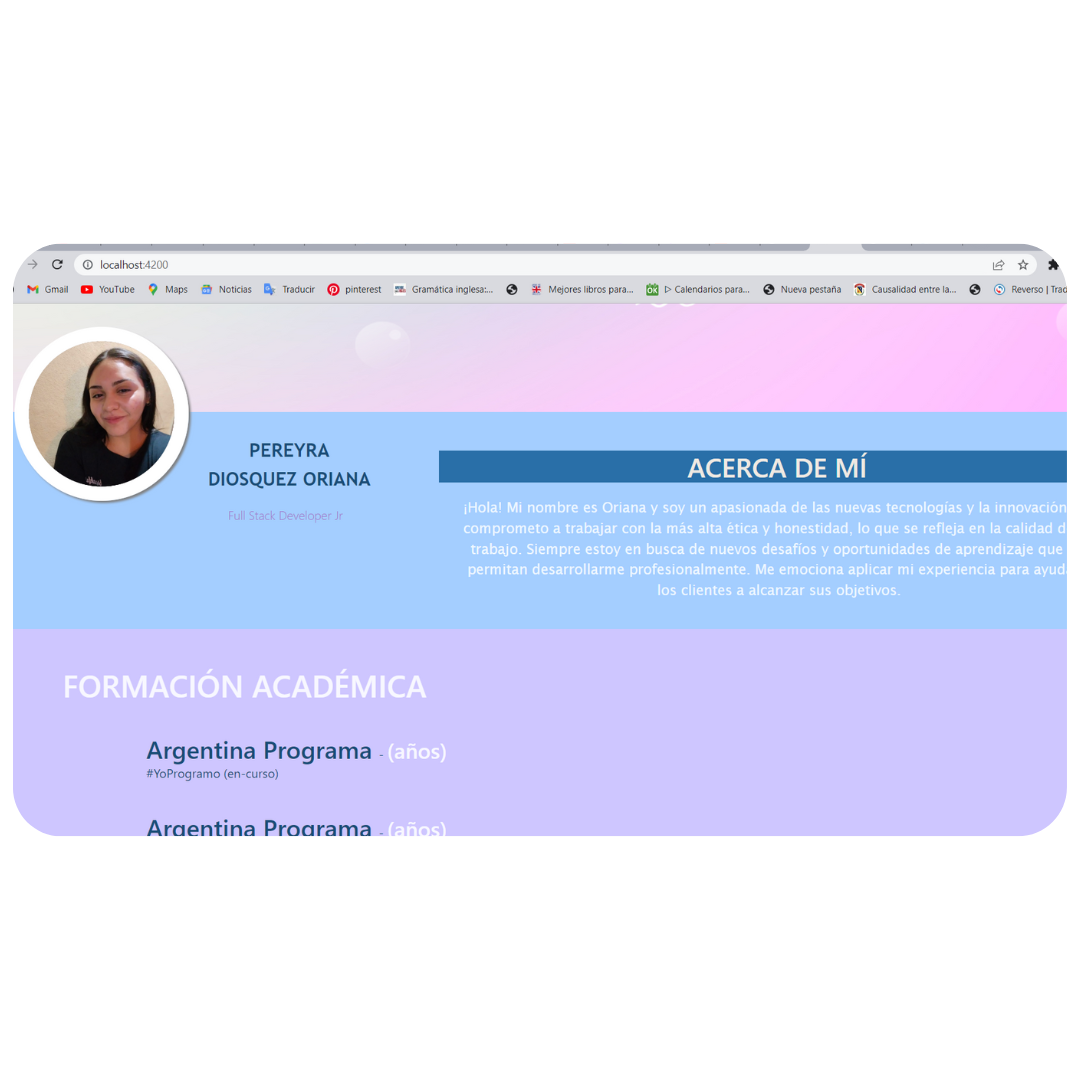 localhost:4200
Gmail YouTube Maps Noticias Traducir pinterest Gramática inglesa:... Mejores libros para... Calendarios para... Nueva pestaña Causalidad entre la... Reverso | Trad
PEREYRA
DIOSQUEZ ORIANA
Full Stack Developer Jr
ACERCA DE MÍ
¡Hola! Mi nombre es Oriana y soy un apasionada de las nuevas tecnologías y la innovación
comprometo a trabajar con la más alta ética y honestidad, lo que se refleja en la calidad d
trabajo. Siempre estoy en busca de nuevos desafíos y oportunidades de aprendizaje que
permitan desarrollarme profesionalmente. Me emociona aplicar mi experiencia para ayuda
los clientes a alcanzar sus objetivos.
FORMACIÓN ACADÉMICA
Argentina Programa - (años)
#YoProgramo (en-curso)
Argentina Programa - (años)